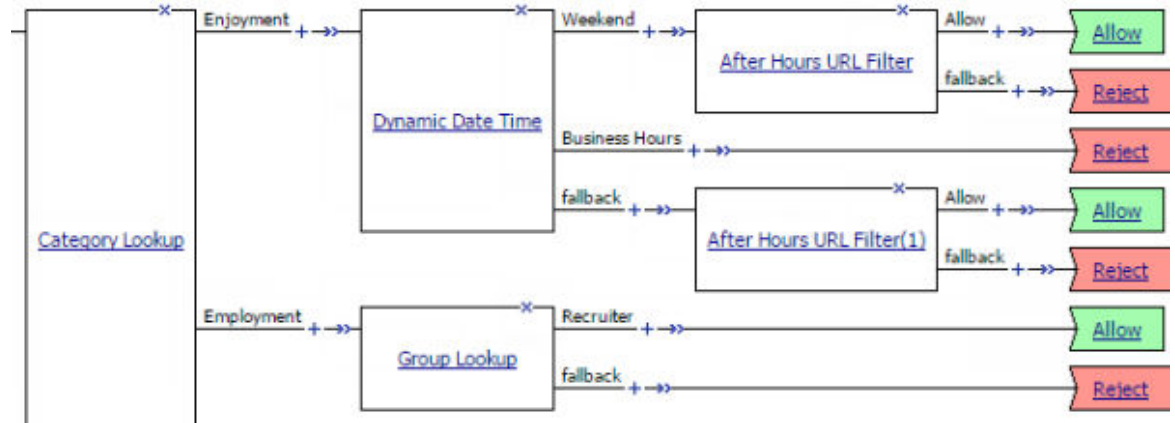 Enjoyment
Weekend
Allow
Allow
After Hours URL Filter
fallback
Reject
Dynamic Date Time
Business Hours
Reject
fallback
Allow
Allow
Category Lookup
After Hours URL Filter(1)
fallback
Reject
Employment
Recruiter
Allow
Group Lookup
fallback
Reject